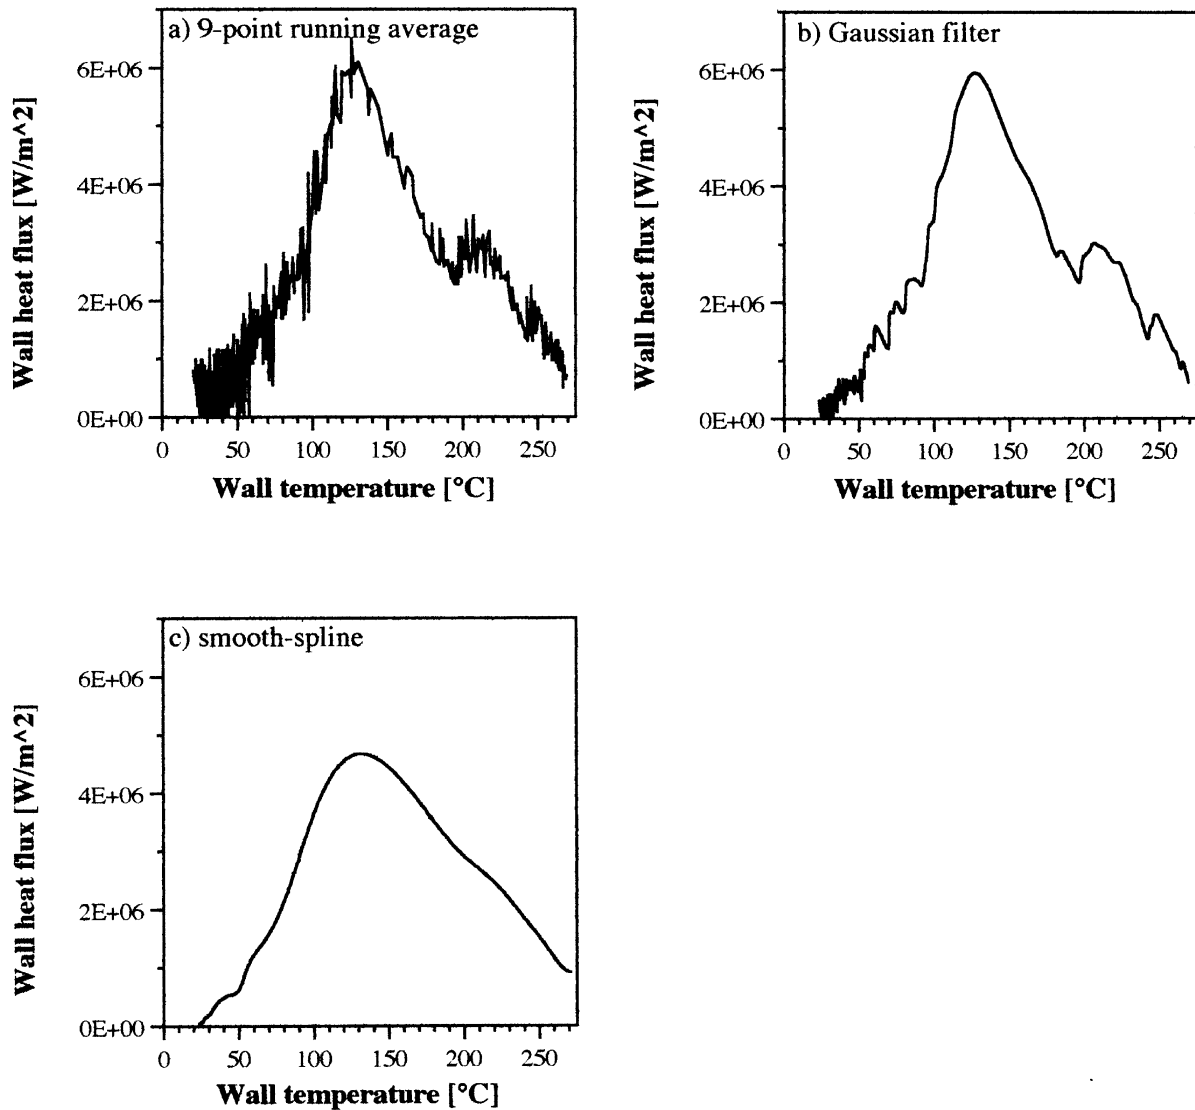 a) 9-point running average
6E+06
4E+06
2E+06
0E+00
Wall heat flux [W/m^2]
0 50 100 150 200 250
Wall temperature [°C]
b) Gaussian filter
6E+06
4E+06
2E+06
0E+00
Wall heat flux [W/m^2]
0 50 100 150 200 250
Wall temperature [°C]
c) smooth-spline
6E+06
4E+06
2E+06
0E+00
Wall heat flux [W/m^2]
0 50 100 150 200 250
Wall temperature [°C]